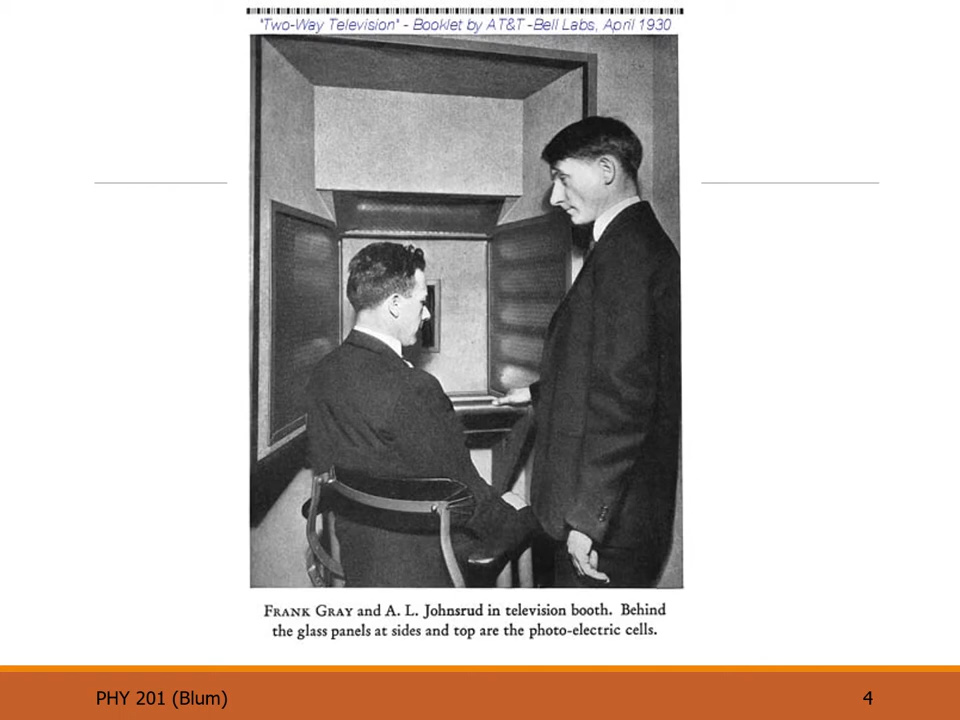 "Two-Way Television" - Booklet by AT&T -Bell Labs, April 1930
FRANK GRAY and A. L. Johnsrud in television booth. Behind
the glass panels at sides and top are the photo-electric cells.
PHY 201 (Blum)
4